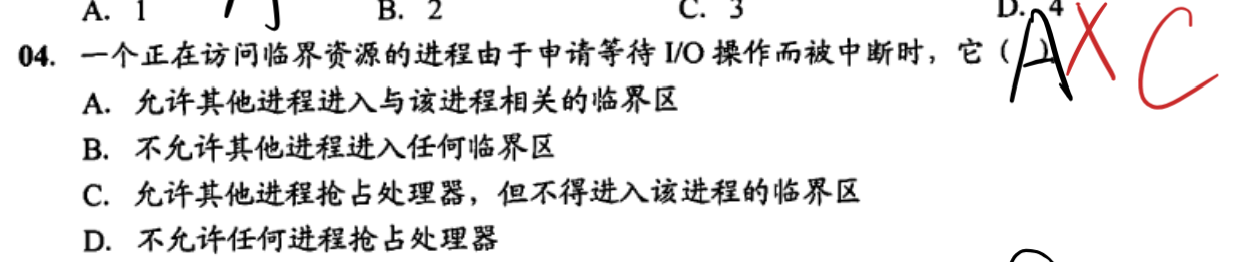 A. 1 B. 2 C. 3 D. 4
04. 一个正在访问临界资源的进程由于申请等待 I/O 操作而被中断时，它（ A ） X C
A. 允许其他进程进入与该进程相关的临界区
B. 不允许其他进程进入任何临界区
C. 允许其他进程抢占处理器，但不得进入该进程的临界区
D. 不允许任何进程抢占处理器